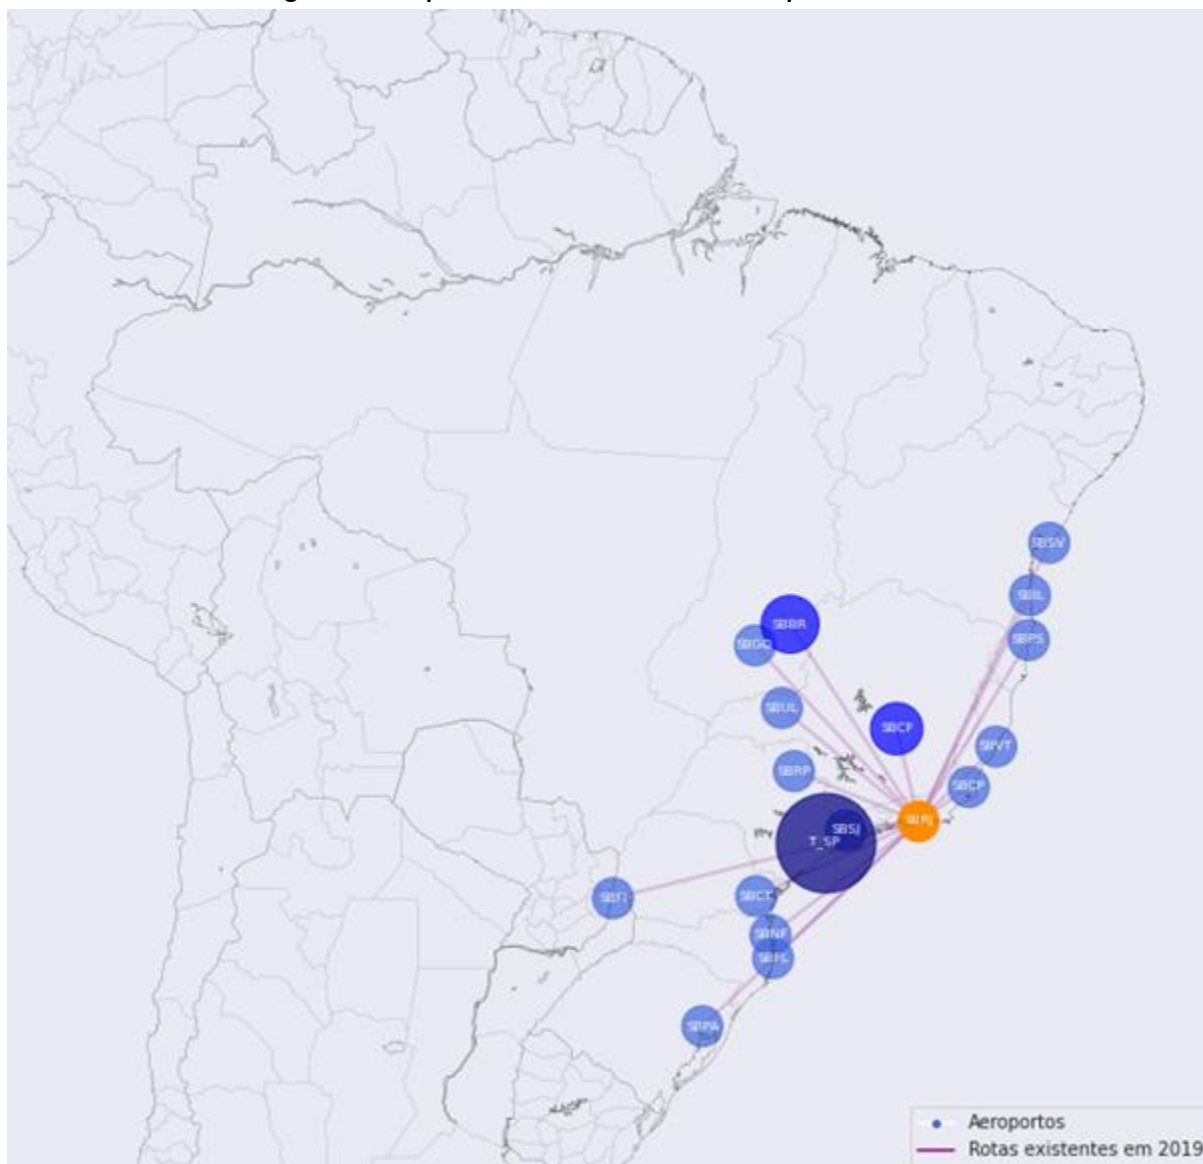 SBSV
SBIL
SBBR
SBPS
SBGO
SBUL
SBCF
SBVT
SBRP
SBCP
SBRJ
SBSJ
T_SP
SBCT
SBFI
SBNF
SBFL
SBPA
Aeroportos
Rotas existentes em 2019